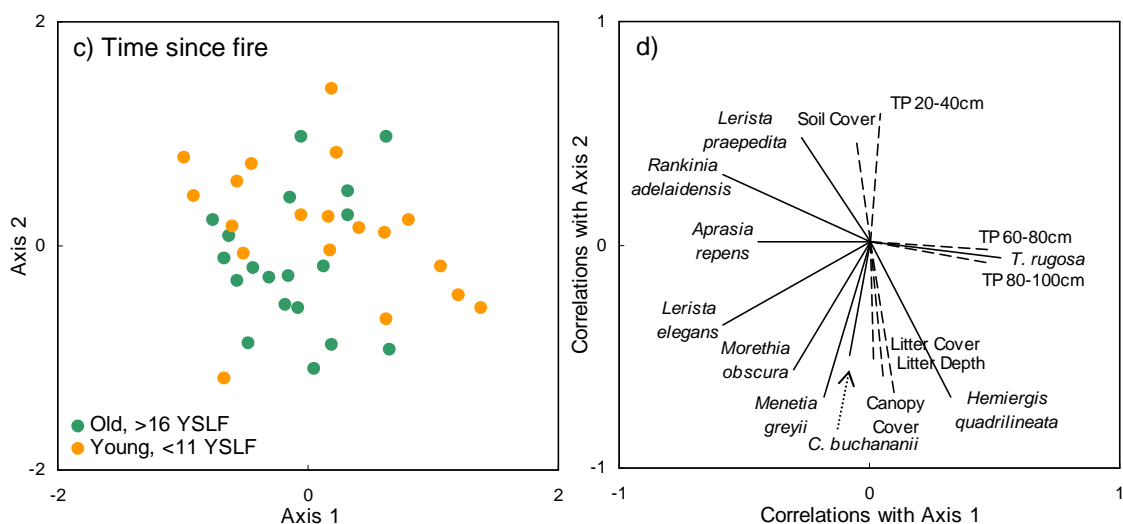 c) Time since fire
2
0
-2
Axis 2
Old, >16 YSLF
Young, <11 YSLF
-2
0
2
Axis 1
d)
1
0
-1
Correlations with Axis 2
TP 20-40cm
Soil Cover
Lerista
praepedita
Rankinia
adelaidensis
Aprasia
repens
TP 60-80cm
T. rugosa
TP 80-100cm
Lerista
elegans
Morethia
obscura
Litter Cover
Litter Depth
Menetia
greyii
C. buchananii
Canopy
Cover
Hemiergis
quadrilineata
-1
0
1
Correlations with Axis 1